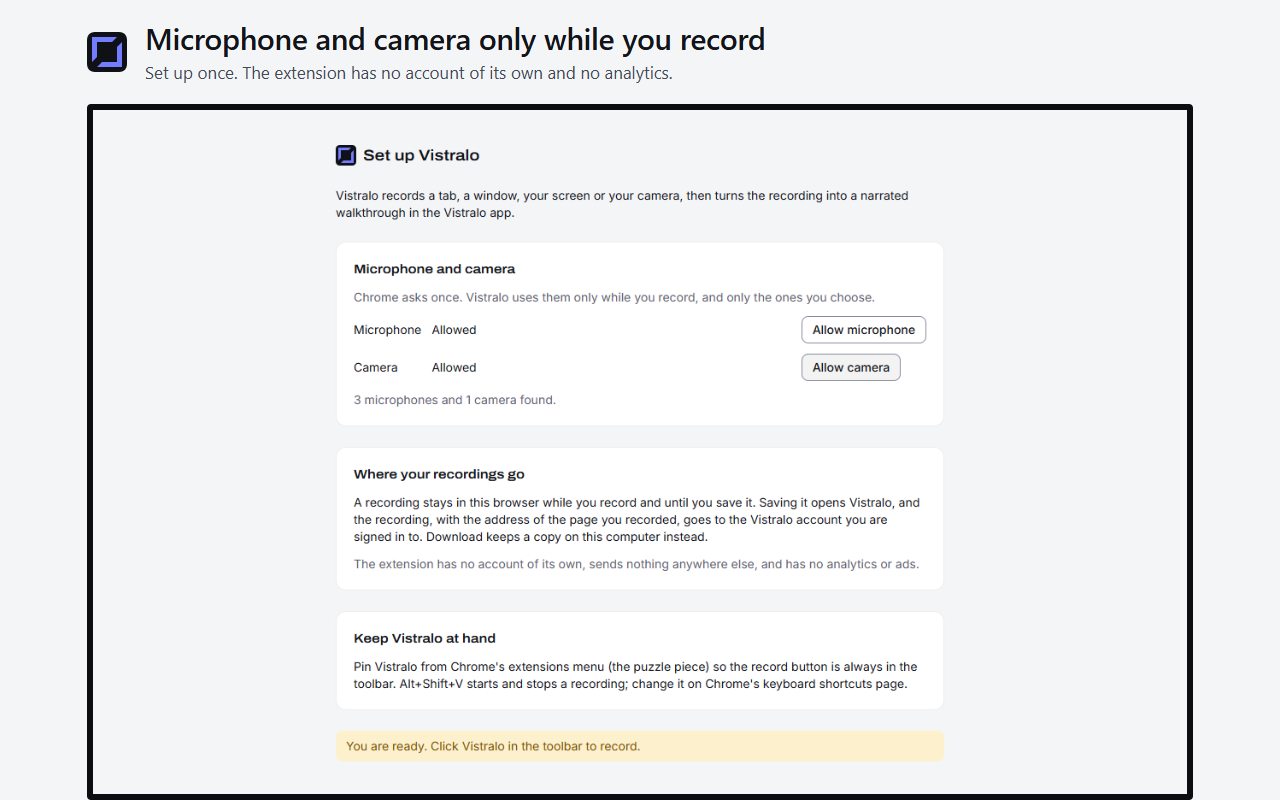 Microphone and camera only while you record
Set up once. The extension has no account of its own and no analytics.
Set up Vistralo
Vistralo records a tab, a window, your screen or your camera, then turns the recording into a narrated
walkthrough in the Vistralo app.
Microphone and camera
Chrome asks once. Vistralo uses them only while you record, and only the ones you choose.
Microphone Allowed Allow microphone
Camera Allowed Allow camera
3 microphones and 1 camera found.
Where your recordings go
A recording stays in this browser while you record and until you save it. Saving it opens Vistralo, and
the recording, with the address of the page you recorded, goes to the Vistralo account you are
signed in to. Download keeps a copy on this computer instead.
The extension has no account of its own, sends nothing anywhere else, and has no analytics or ads.
Keep Vistralo at hand
Pin Vistralo from Chrome's extensions menu (the puzzle piece) so the record button is always in the
toolbar. Alt+Shift+V starts and stops a recording; change it on Chrome's keyboard shortcuts page.
You are ready. Click Vistralo in the toolbar to record.